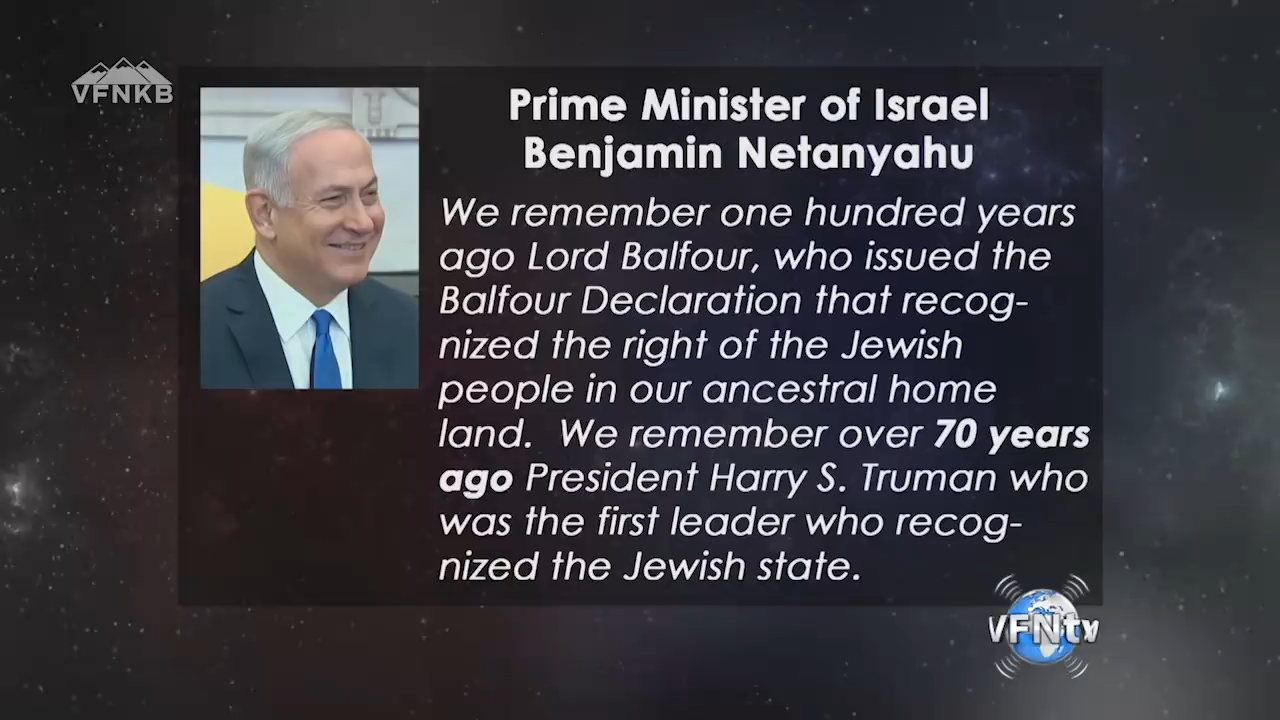 VFNKB
Prime Minister of Israel
Benjamin Netanyahu
We remember one hundred years
ago Lord Balfour, who issued the
Balfour Declaration that recog-
nized the right of the Jewish
people in our ancestral home
land.  We remember over 70 years
ago President Harry S. Truman who
was the first leader who recog-
nized the Jewish state.
VFNtv